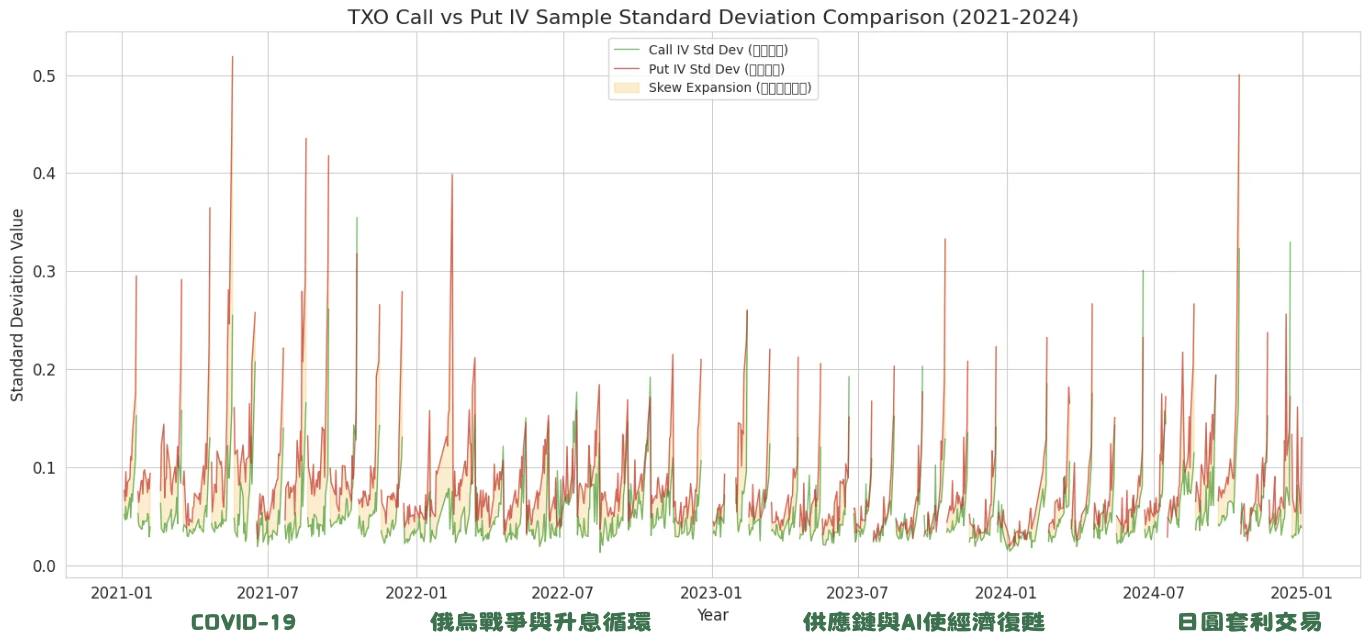 TXO Call vs Put IV Sample Standard Deviation Comparison (2021-2024)
Call IV Std Dev (□□□□)
Put IV Std Dev (□□□□)
Skew Expansion (□□□□□□)
Standard Deviation Value
0.5
0.4
0.3
0.2
0.1
0.0
2021-01 2021-07 2022-01 2022-07 2023-01 2023-07 2024-01 2024-07 2025-01
Year
COVID-19 俄烏戰爭與升息循環 供應鏈與AI使經濟復甦 日圓套利交易